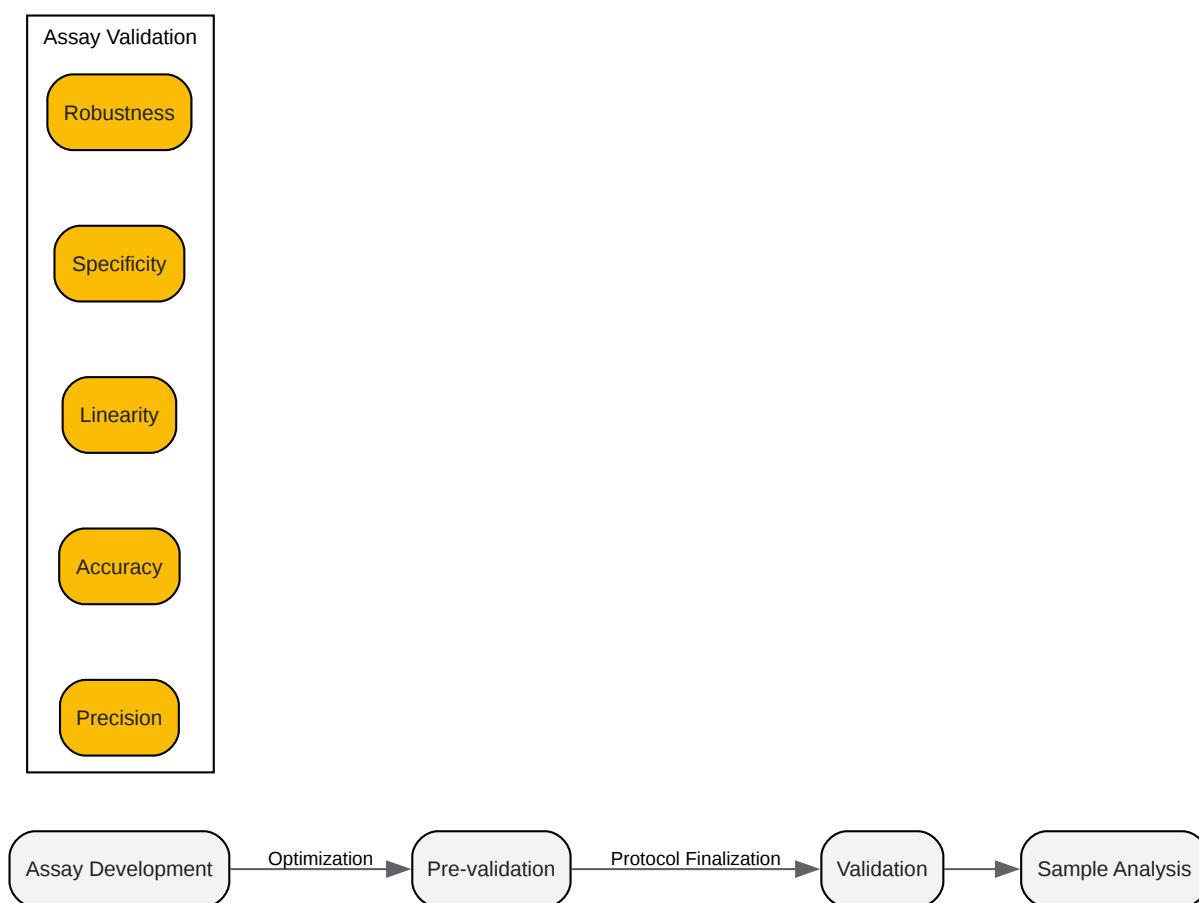 Assay Validation
Robustness
Specificity
Linearity
Accuracy
Precision
Assay Development
Optimization
Pre-validation
Protocol Finalization
Validation
Sample Analysis